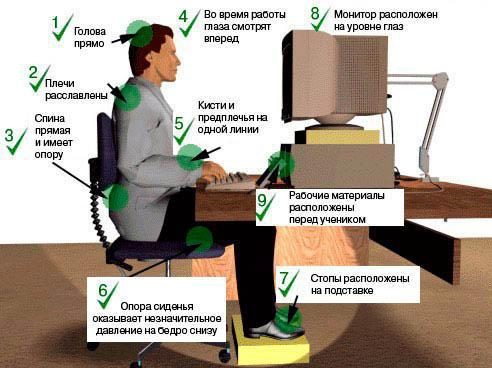 1
Голова
прямо
2
Плечи
расславлены
3
Спина
прямая
и имеет
опору
4
Во время работы
глаза смотрят
вперед
5
Кисти и
предплечья на
одной линии
6
Опора сиденья
оказывает незначительное
давление на бедро снизу
7
Стопы расположены
на подставке
8
Монитор расположен
на уровне глаз
9
Рабочие материалы
расположены
перед учеником